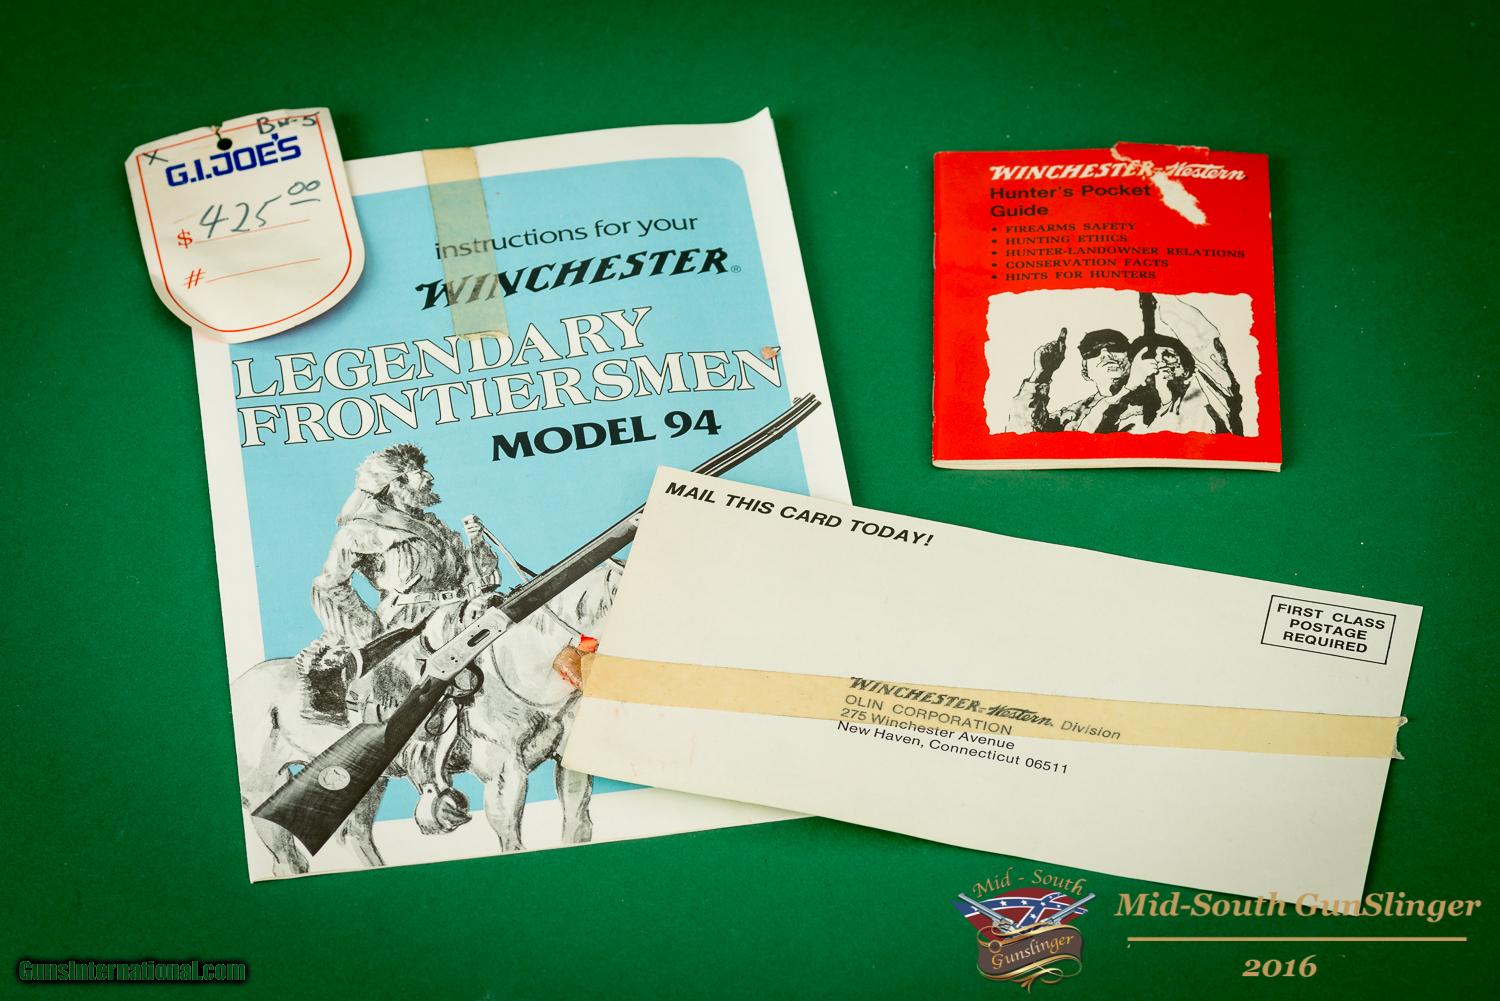 BW-5
X
G.I.JOE'S
$ 425.00
#
instructions for your
WINCHESTER®
LEGENDARY
FRONTIERSMEN
MODEL 94
WINCHESTER-Western
Hunter's Pocket
Guide
• FIREARMS SAFETY
• HUNTING ETHICS
• HUNTER-LANDOWNER RELATIONS
• CONSERVATION FACTS
• HINTS FOR HUNTERS
MAIL THIS CARD TODAY!
FIRST CLASS
POSTAGE
REQUIRED
WINCHESTER-Western Division
OLIN CORPORATION
275 Winchester Avenue
New Haven, Connecticut 06511
Mid - South
Gunslinger
Mid-South GunSlinger
2016
GunsInternational.com